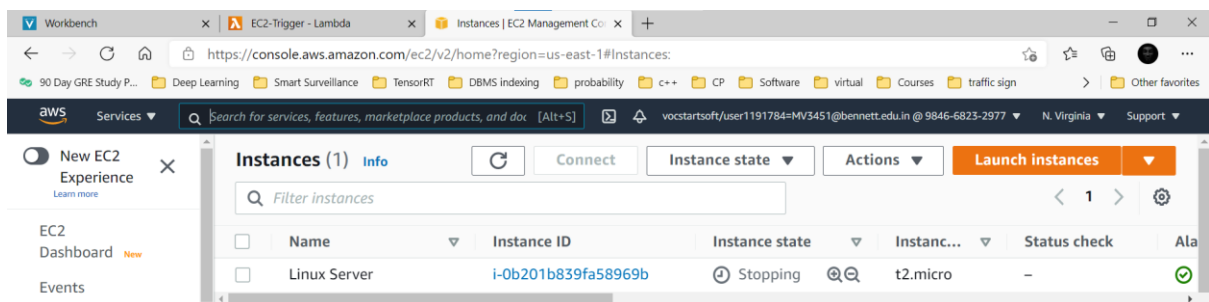 Workbench EC2-Trigger - Lambda Instances | EC2 Management Co
https://console.aws.amazon.com/ec2/v2/home?region=us-east-1#Instances:
90 Day GRE Study P... Deep Learning Smart Surveillance TensorRT DBMS indexing probability c++ CP Software virtual Courses traffic sign Other favorites
aws Services Search for services, features, marketplace products, and doc [Alt+S] vocstartsoft/user1191784=MV3451@bennett.edu.in @ 9846-6823-2977 N. Virginia Support
New EC2
Experience
Learn more
Instances (1) Info Connect Instance state Actions Launch instances
Filter instances 1
EC2
Dashboard New
Events
Name Instance ID Instance state Instanc... Status check Ala
Linux Server i-0b201b839fa58969b Stopping t2.micro –